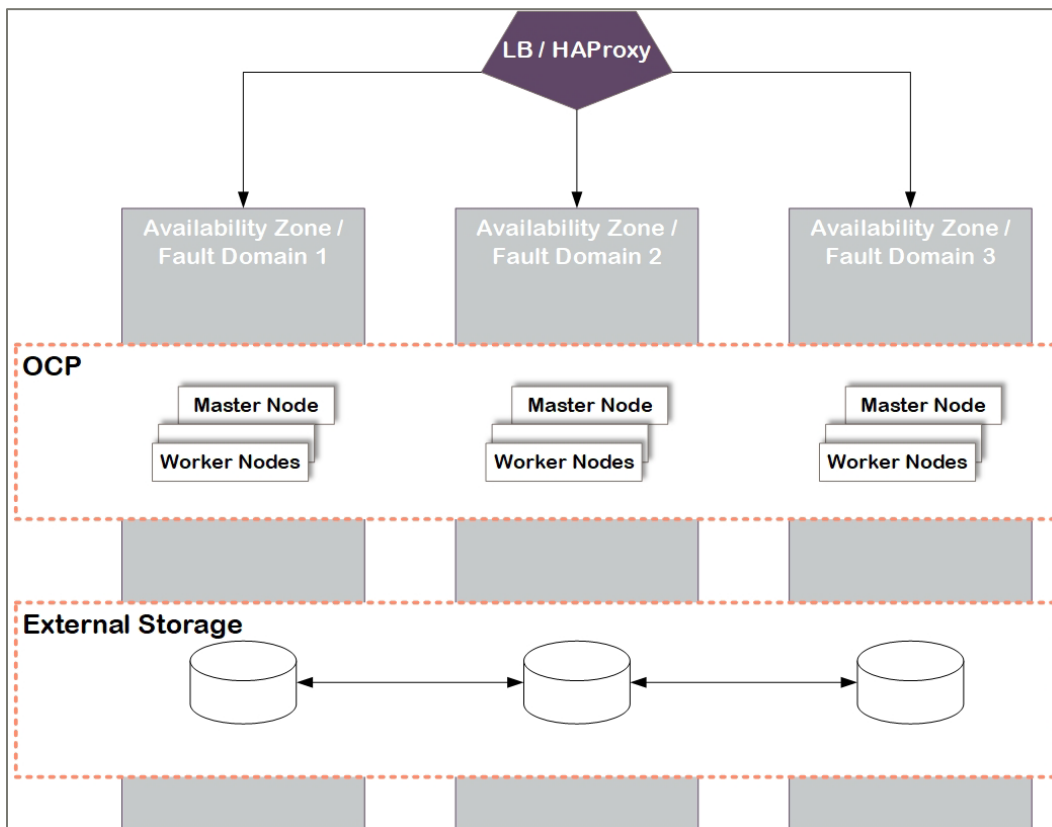 LB / HAProxy
Availability Zone /
Fault Domain 1
Availability Zone /
Fault Domain 2
Availability Zone /
Fault Domain 3
OCP
Master Node
Worker Nodes
Master Node
Worker Nodes
Master Node
Worker Nodes
External Storage